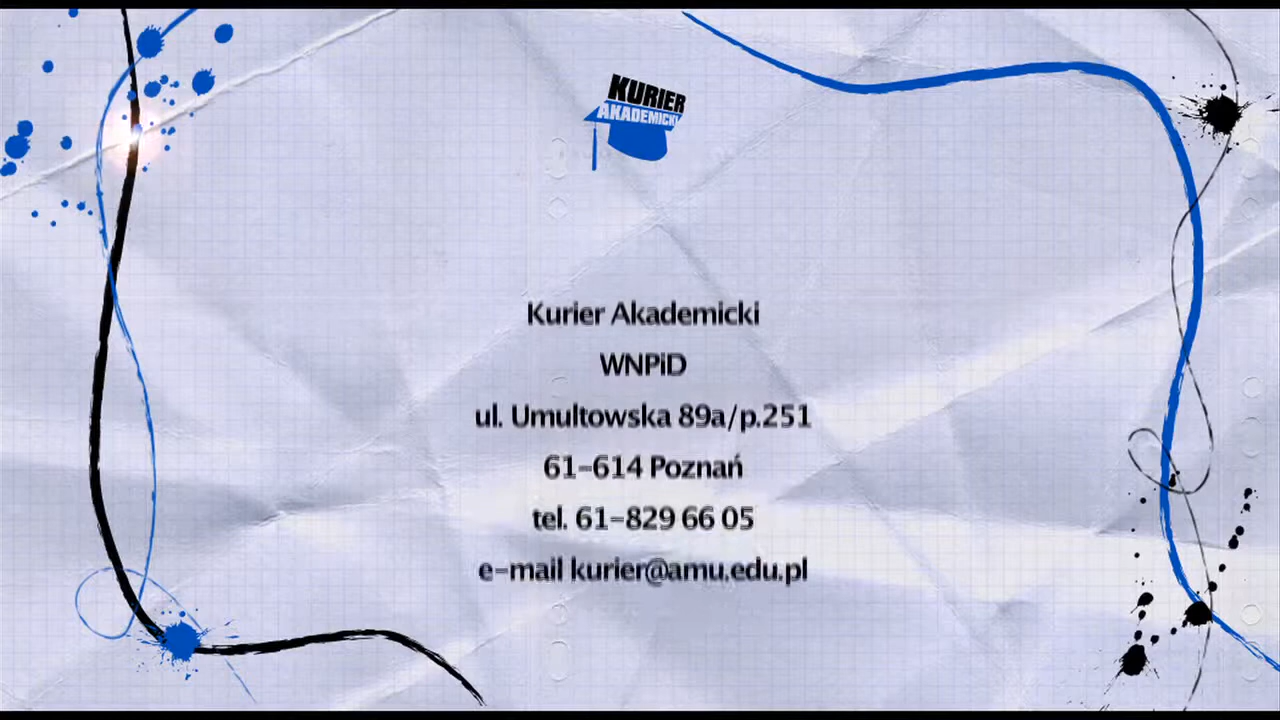 KURIER
AKADEMICKI
Kurier Akademicki
WNPiD
ul. Umultowska 89a/p.251
61-614 Poznań
tel. 61-829 66 05
e-mail kurier@amu.edu.pl